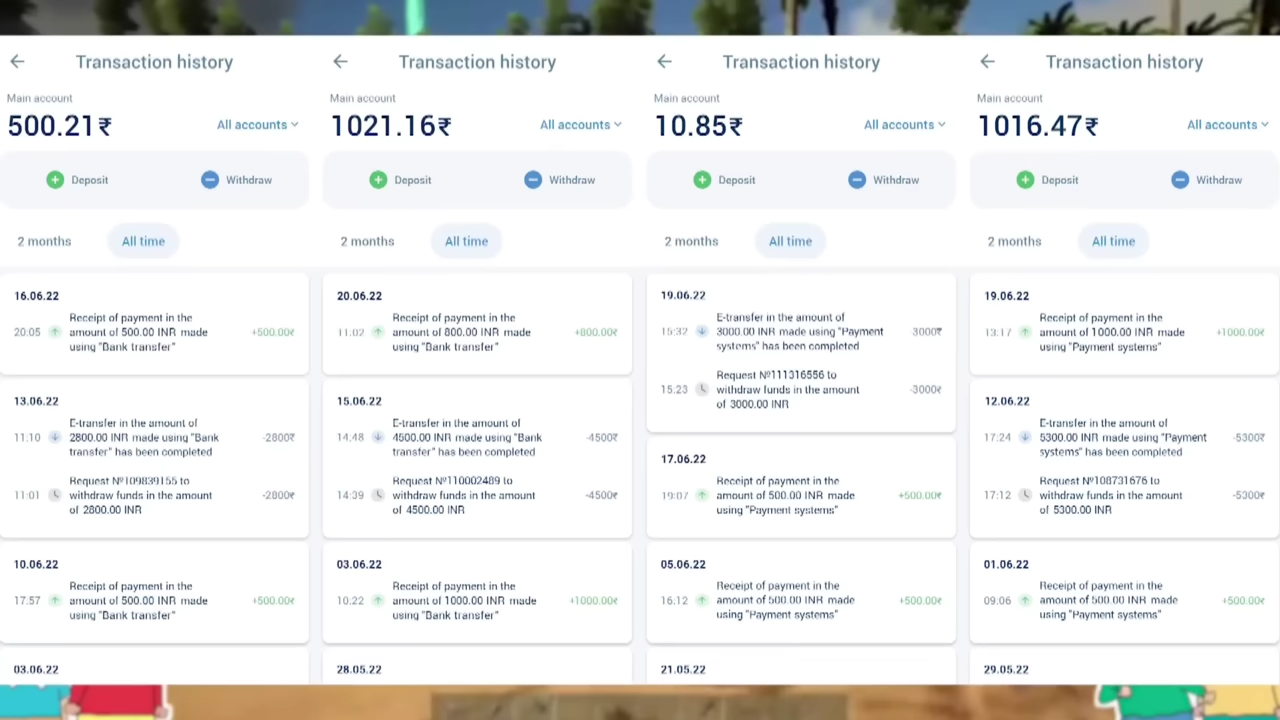 Transaction history
Main account
500.21₹
All accounts
Deposit
Withdraw
2 months
All time
16.06.22
20:05
Receipt of payment in the
amount of 500.00 INR made
using "Bank transfer"
+500.00₹
13.06.22
11:10
E-transfer in the amount of
2800.00 INR made using "Bank
transfer" has been completed
-2800₹
11:01
Request №109839155 to
withdraw funds in the amount
of 2800.00 INR
-2800₹
10.06.22
17:57
Receipt of payment in the
amount of 500.00 INR made
using "Bank transfer"
+500.00₹
03.06.22
Transaction history
Main account
1021.16₹
All accounts
Deposit
Withdraw
2 months
All time
20.06.22
11:02
Receipt of payment in the
amount of 800.00 INR made
using "Bank transfer"
+800.00₹
15.06.22
14:48
E-transfer in the amount of
4500.00 INR made using "Bank
transfer" has been completed
-4500₹
14:39
Request №110002489 to
withdraw funds in the amount
of 4500.00 INR
-4500₹
03.06.22
10:22
Receipt of payment in the
amount of 1000.00 INR made
using "Bank transfer"
+1000.00₹
28.05.22
Transaction history
Main account
10.85₹
All accounts
Deposit
Withdraw
2 months
All time
19.06.22
15:32
E-transfer in the amount of
3000.00 INR made using "Payment
systems" has been completed
3000₹
15:23
Request №111316556 to
withdraw funds in the amount
of 3000.00 INR
-3000₹
17.06.22
19:07
Receipt of payment in the
amount of 500.00 INR made
using "Payment systems"
+500.00₹
05.06.22
16:12
Receipt of payment in the
amount of 500.00 INR made
using "Payment systems"
+500.00₹
21.05.22
Transaction history
Main account
1016.47₹
All accounts
Deposit
Withdraw
2 months
All time
19.06.22
13:17
Receipt of payment in the
amount of 1000.00 INR made
using "Payment systems"
+1000.00₹
12.06.22
17:24
E-transfer in the amount of
5300.00 INR made using "Payment
systems" has been completed
-5300₹
17:12
Request №108731676 to
withdraw funds in the amount
of 5300.00 INR
-5300₹
01.06.22
09:06
Receipt of payment in the
amount of 500.00 INR made
using "Payment systems"
+500.00₹
29.05.22